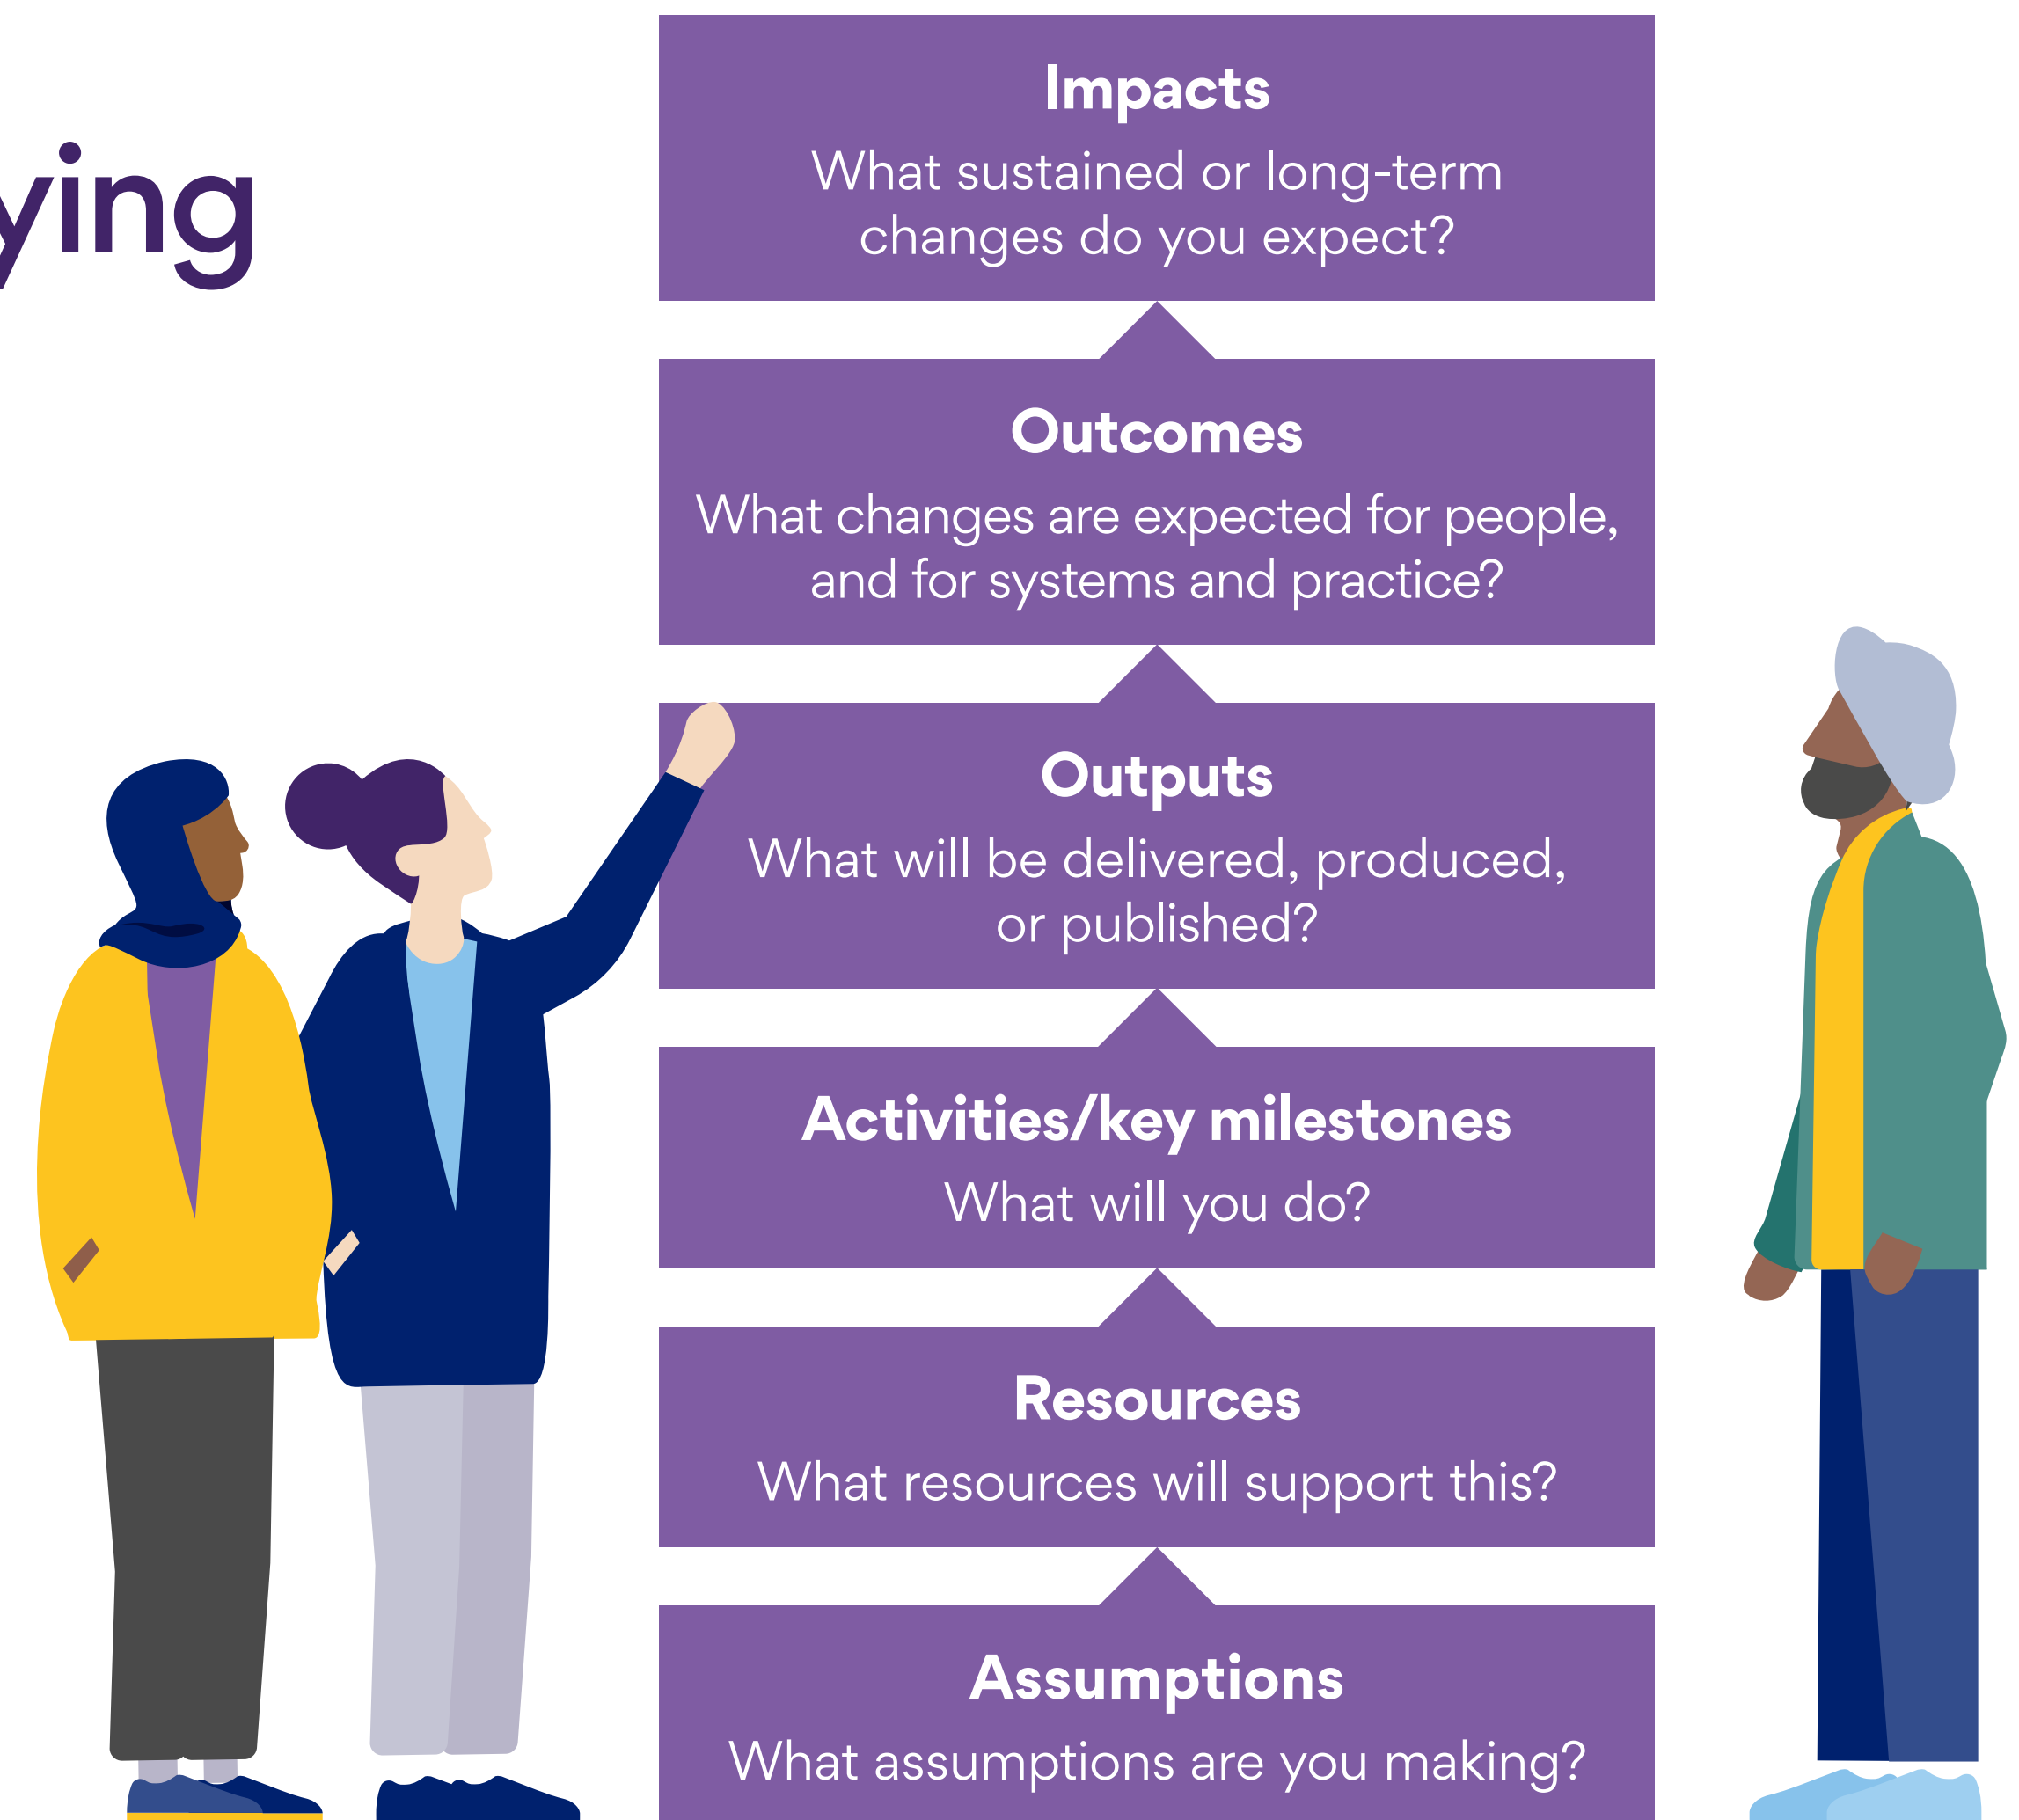 ying
Impacts
What sustained or long-term
changes do you expect?
Outcomes
What changes are expected for people,
and for systems and practice?
Outputs
What will be delivered, produced,
or published?
Activities/key milestones
What will you do?
Resources
What resources will support this?
Assumptions
What assumptions are you making?